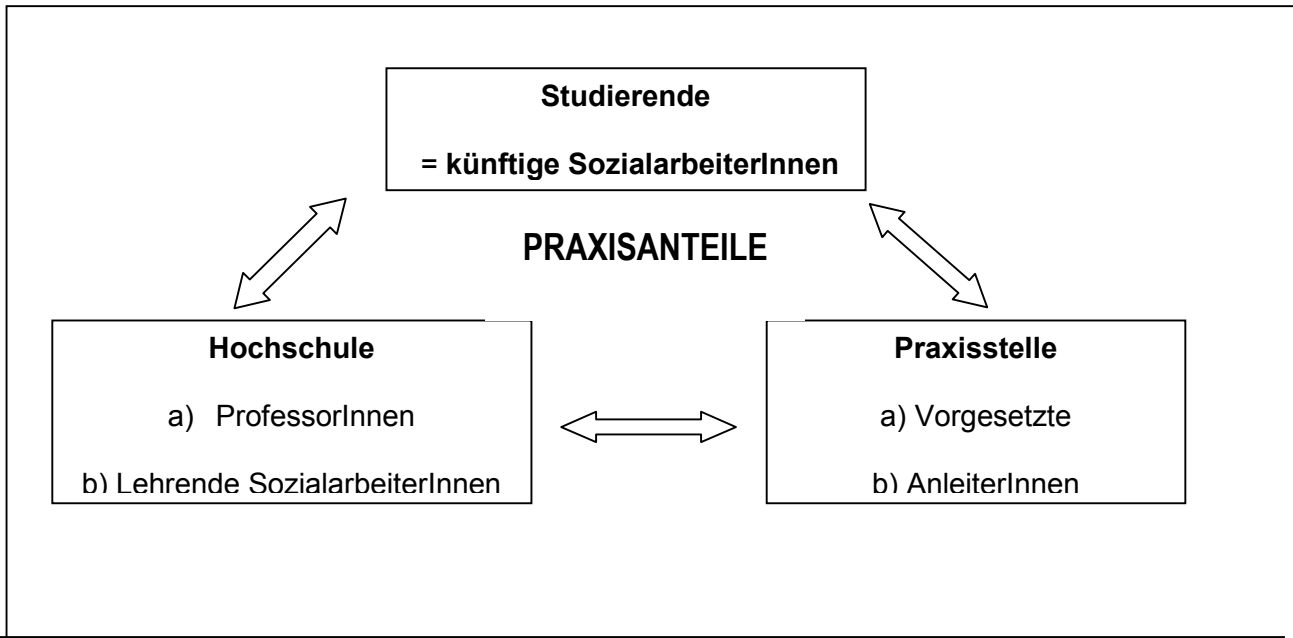 Studierende
= künftige SozialarbeiterInnen
PRAXISANTEILE
Hochschule
a) ProfessorInnen
b) Lehrende SozialarbeiterInnen
Praxisstelle
a) Vorgesetzte
b) AnleiterInnen